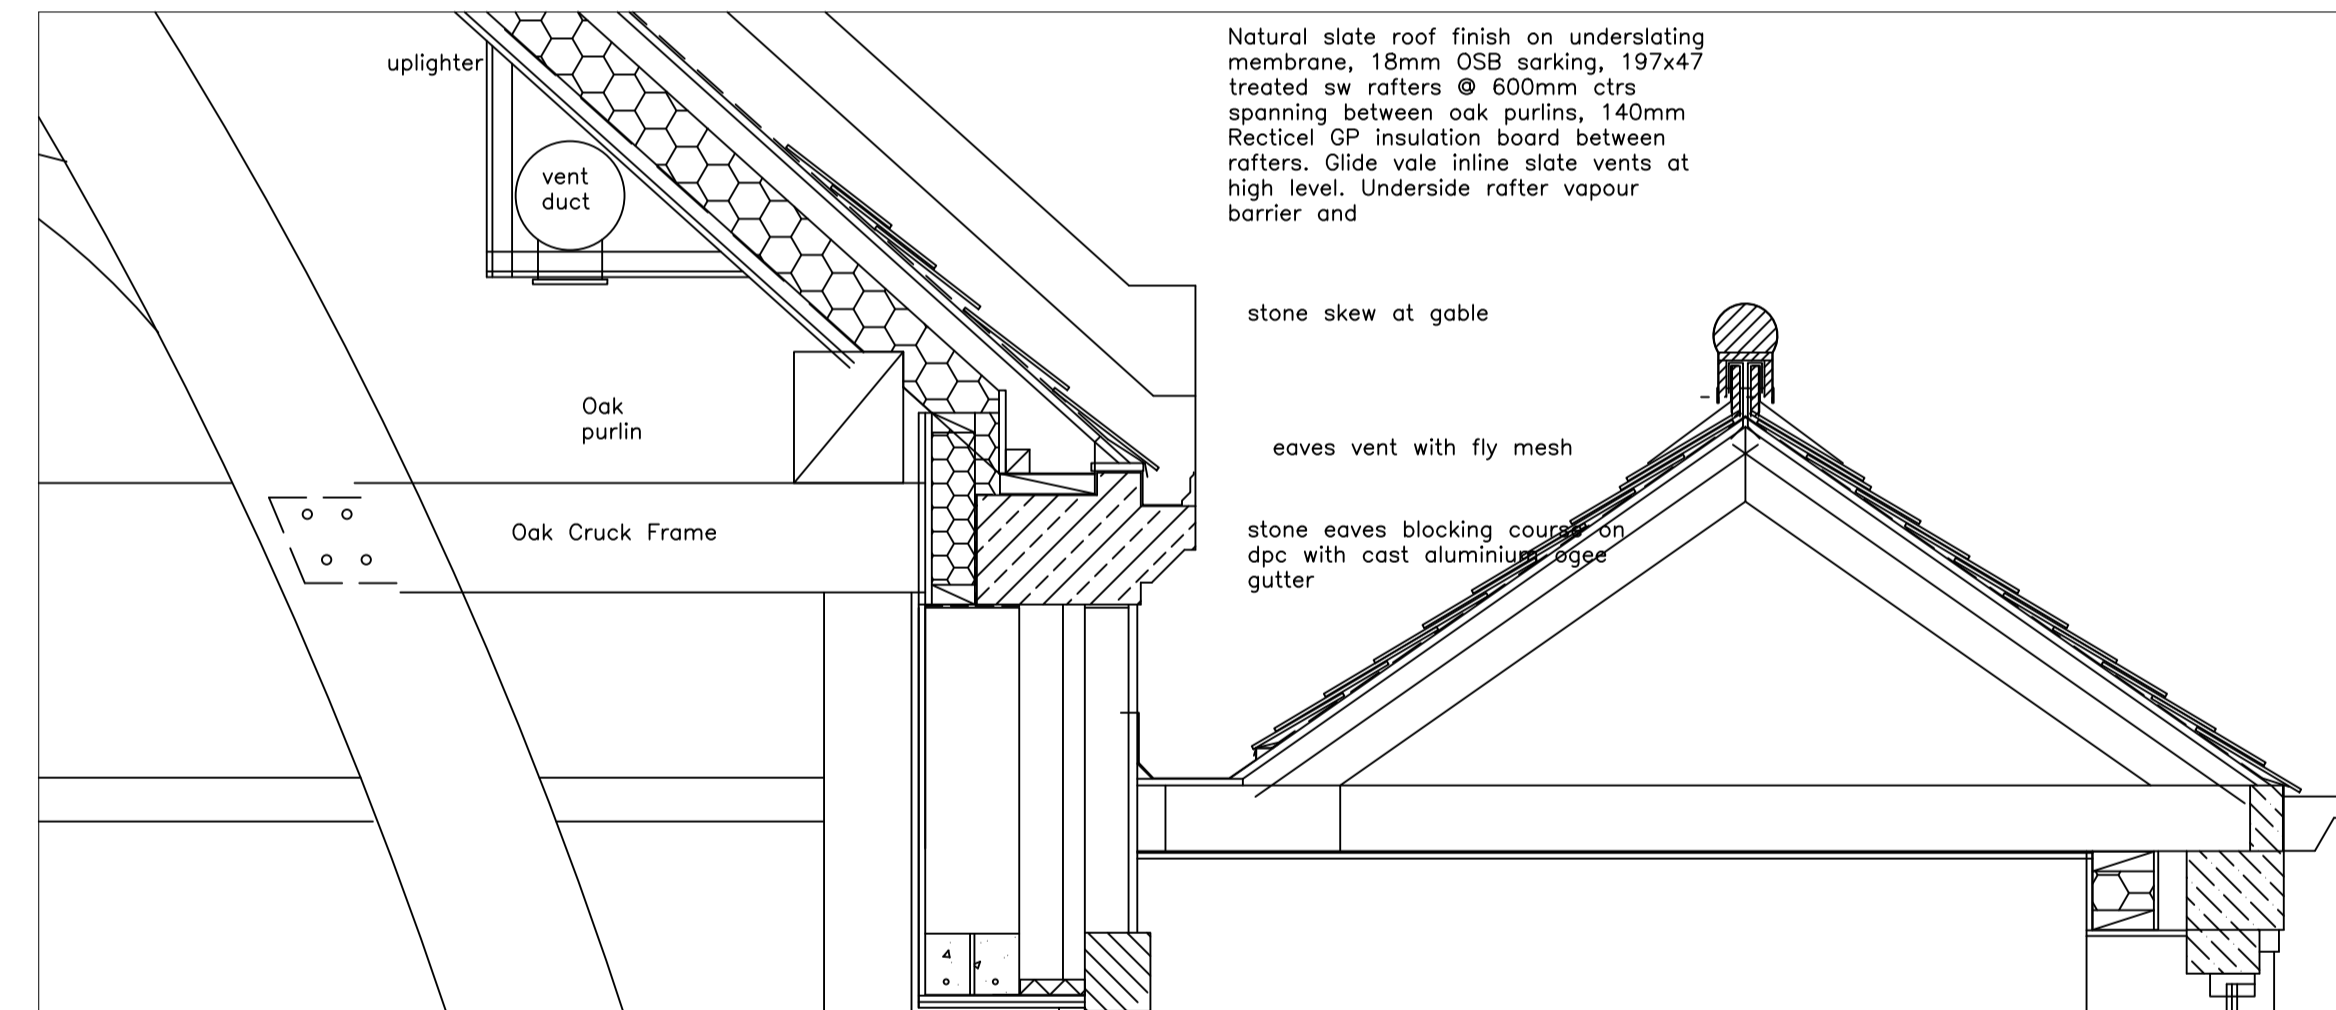 uplighter
vent
duct
Oak
purlin
Oak Cruck Frame
Natural slate roof finish on underslating
membrane, 18mm OSB sarking, 197x47
treated sw rafters @ 600mm ctrs
spanning between oak purlins, 140mm
Recticel GP insulation board between
rafters. Glide vale inline slate vents at
high level. Underside rafter vapour
barrier and
stone skew at gable
eaves vent with fly mesh
stone eaves blocking course on
dpc with cast aluminium ogee
gutter